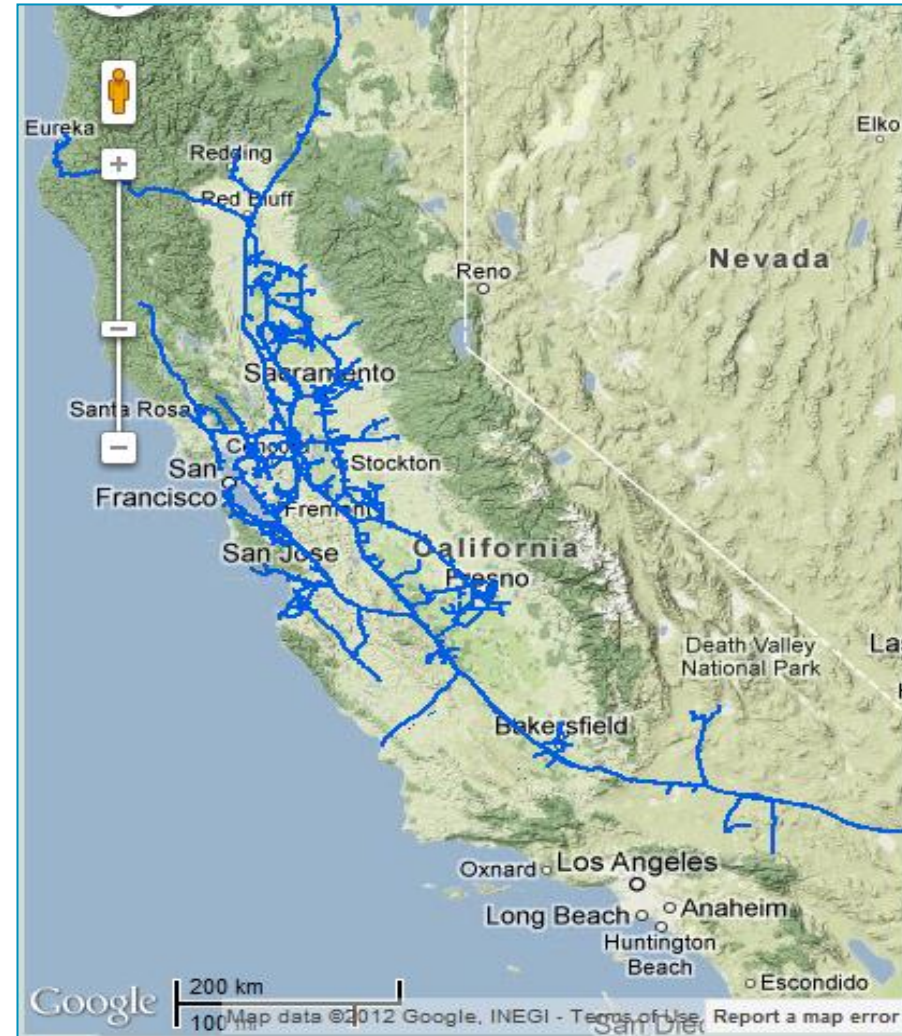 Eureka
Elko
Redding
Red Bluff
Reno
Nevada
Sacramento
Santa Rosa
Concord
Stockton
San
Francisco
Fremont
San Jose
California
Fresno
Death Valley
National Park
Bakersfield
Oxnard
Los Angeles
Long Beach
Anaheim
Huntington
Beach
Escondido
Google
200 km
100
Map data ©2012 Google, INEGI - Terms of Use
Report a map error